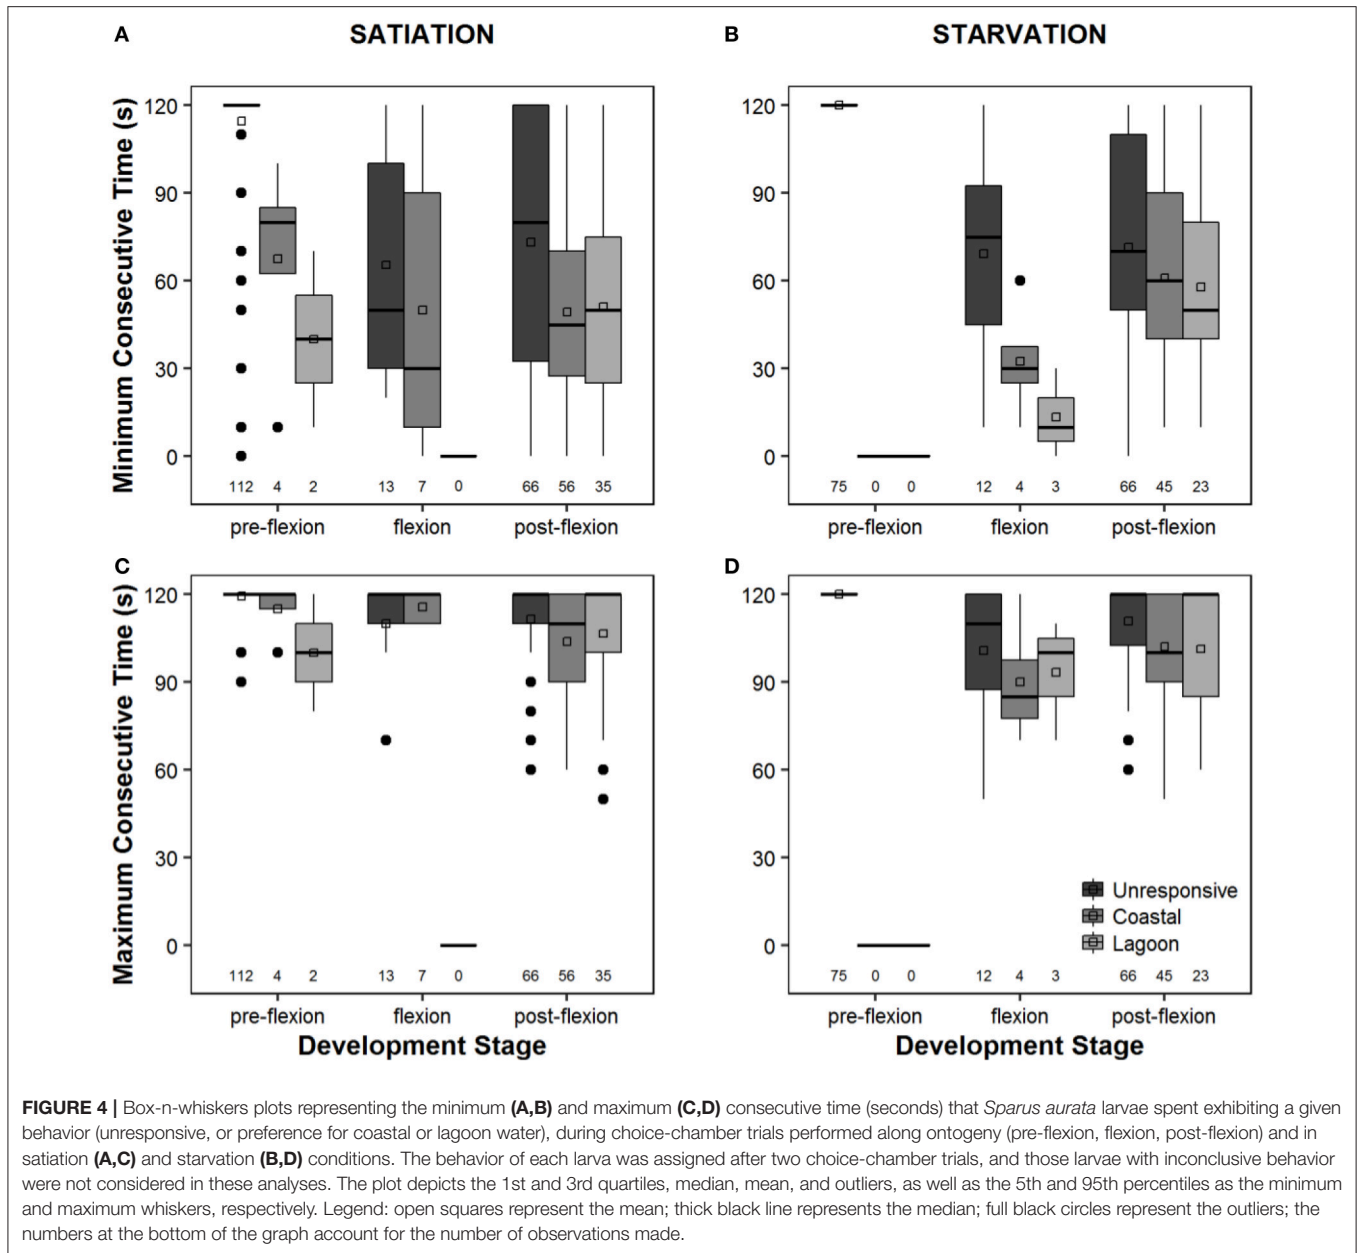 A
SATIATION
B
STARVATION
Minimum Consecutive Time (s)
120
90
60
30
0
112 4 2 13 7 0 66 56 35
pre-flexion flexion post-flexion
120
90
60
30
0
75 0 0 12 4 3 66 45 23
pre-flexion flexion post-flexion
C
D
Maximum Consecutive Time (s)
120
90
60
30
0
112 4 2 13 7 0 66 56 35
pre-flexion flexion post-flexion
Development Stage
120
90
60
30
0
Unresponsive
Coastal
Lagoon
75 0 0 12 4 3 66 45 23
pre-flexion flexion post-flexion
Development Stage
FIGURE 4 | Box-n-whiskers plots representing the minimum (A,B) and maximum (C,D) consecutive time (seconds) that Sparus aurata larvae spent exhibiting a given
behavior (unresponsive, or preference for coastal or lagoon water), during choice-chamber trials performed along ontogeny (pre-flexion, flexion, post-flexion) and in
satiation (A,C) and starvation (B,D) conditions. The behavior of each larva was assigned after two choice-chamber trials, and those larvae with inconclusive behavior
were not considered in these analyses. The plot depicts the 1st and 3rd quartiles, median, mean, and outliers, as well as the 5th and 95th percentiles as the minimum
and maximum whiskers, respectively. Legend: open squares represent the mean; thick black line represents the median; full black circles represent the outliers; the
numbers at the bottom of the graph account for the number of observations made.